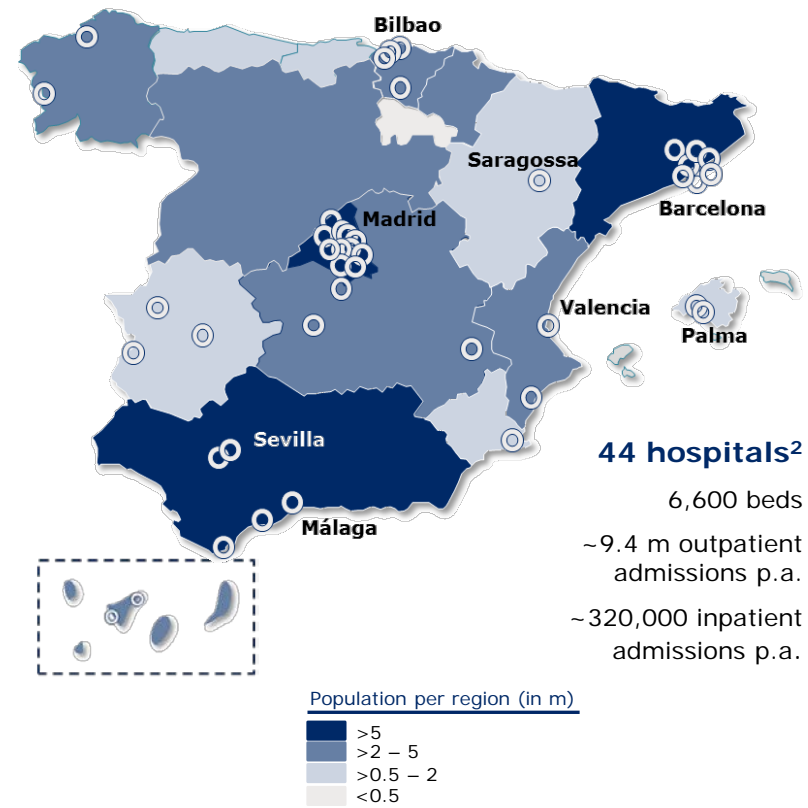 Bilbao
Saragossa
Madrid
Barcelona
Valencia
Palma
Sevilla
Málaga
44 hospitals²
6,600 beds
~9.4 m outpatient
admissions p.a.
~320,000 inpatient
admissions p.a.
Population per region (in m)
>5
>2 – 5
>0.5 – 2
<0.5